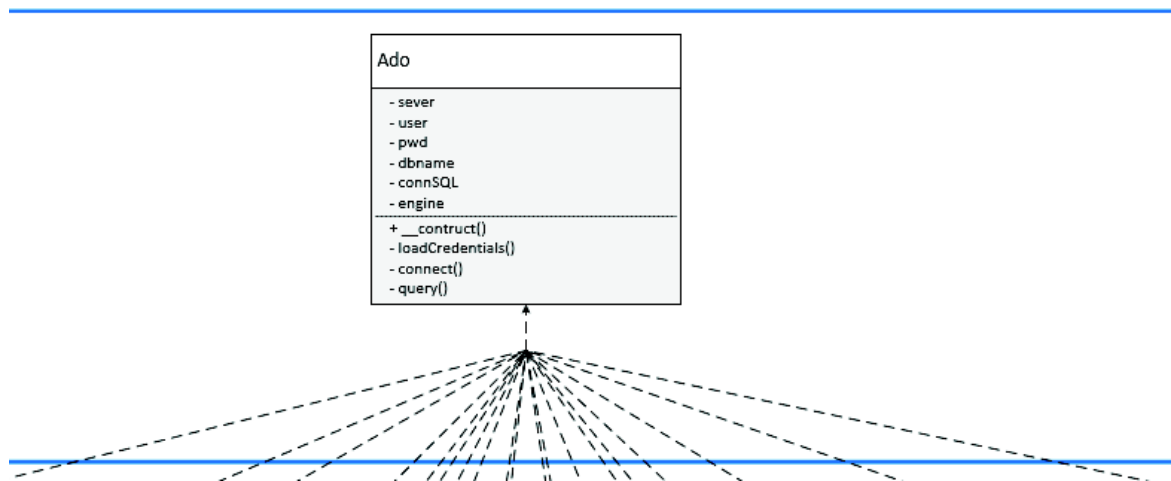 Ado
- sever
- user
- pwd
- dbname
- connSQL
- engine
+ __contruct()
- loadCredentials()
- connect()
- query()